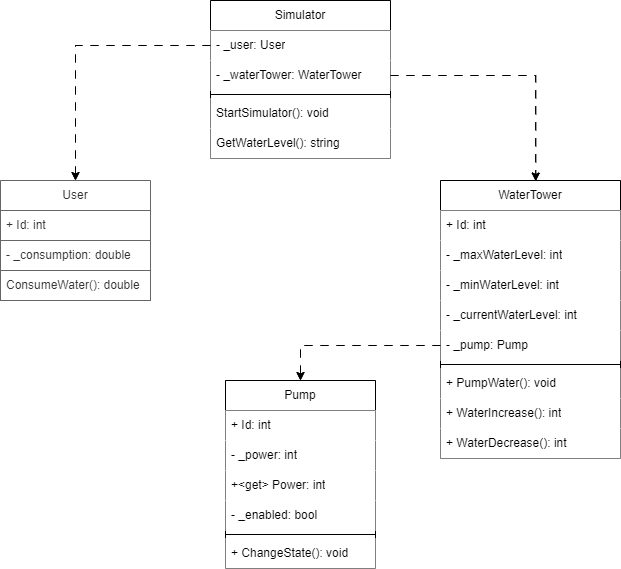 Simulator
- _user: User
- _waterTower: WaterTower
StartSimulator(): void
GetWaterLevel(): string
User
+ Id: int
- _consumption: double
ConsumeWater(): double
WaterTower
+ Id: int
- _maxWaterLevel: int
- _minWaterLevel: int
- _currentWaterLevel: int
- _pump: Pump
+ PumpWater(): void
+ WaterIncrease(): int
+ WaterDecrease(): int
Pump
+ Id: int
- _power: int
+<get> Power: int
- _enabled: bool
+ ChangeState(): void